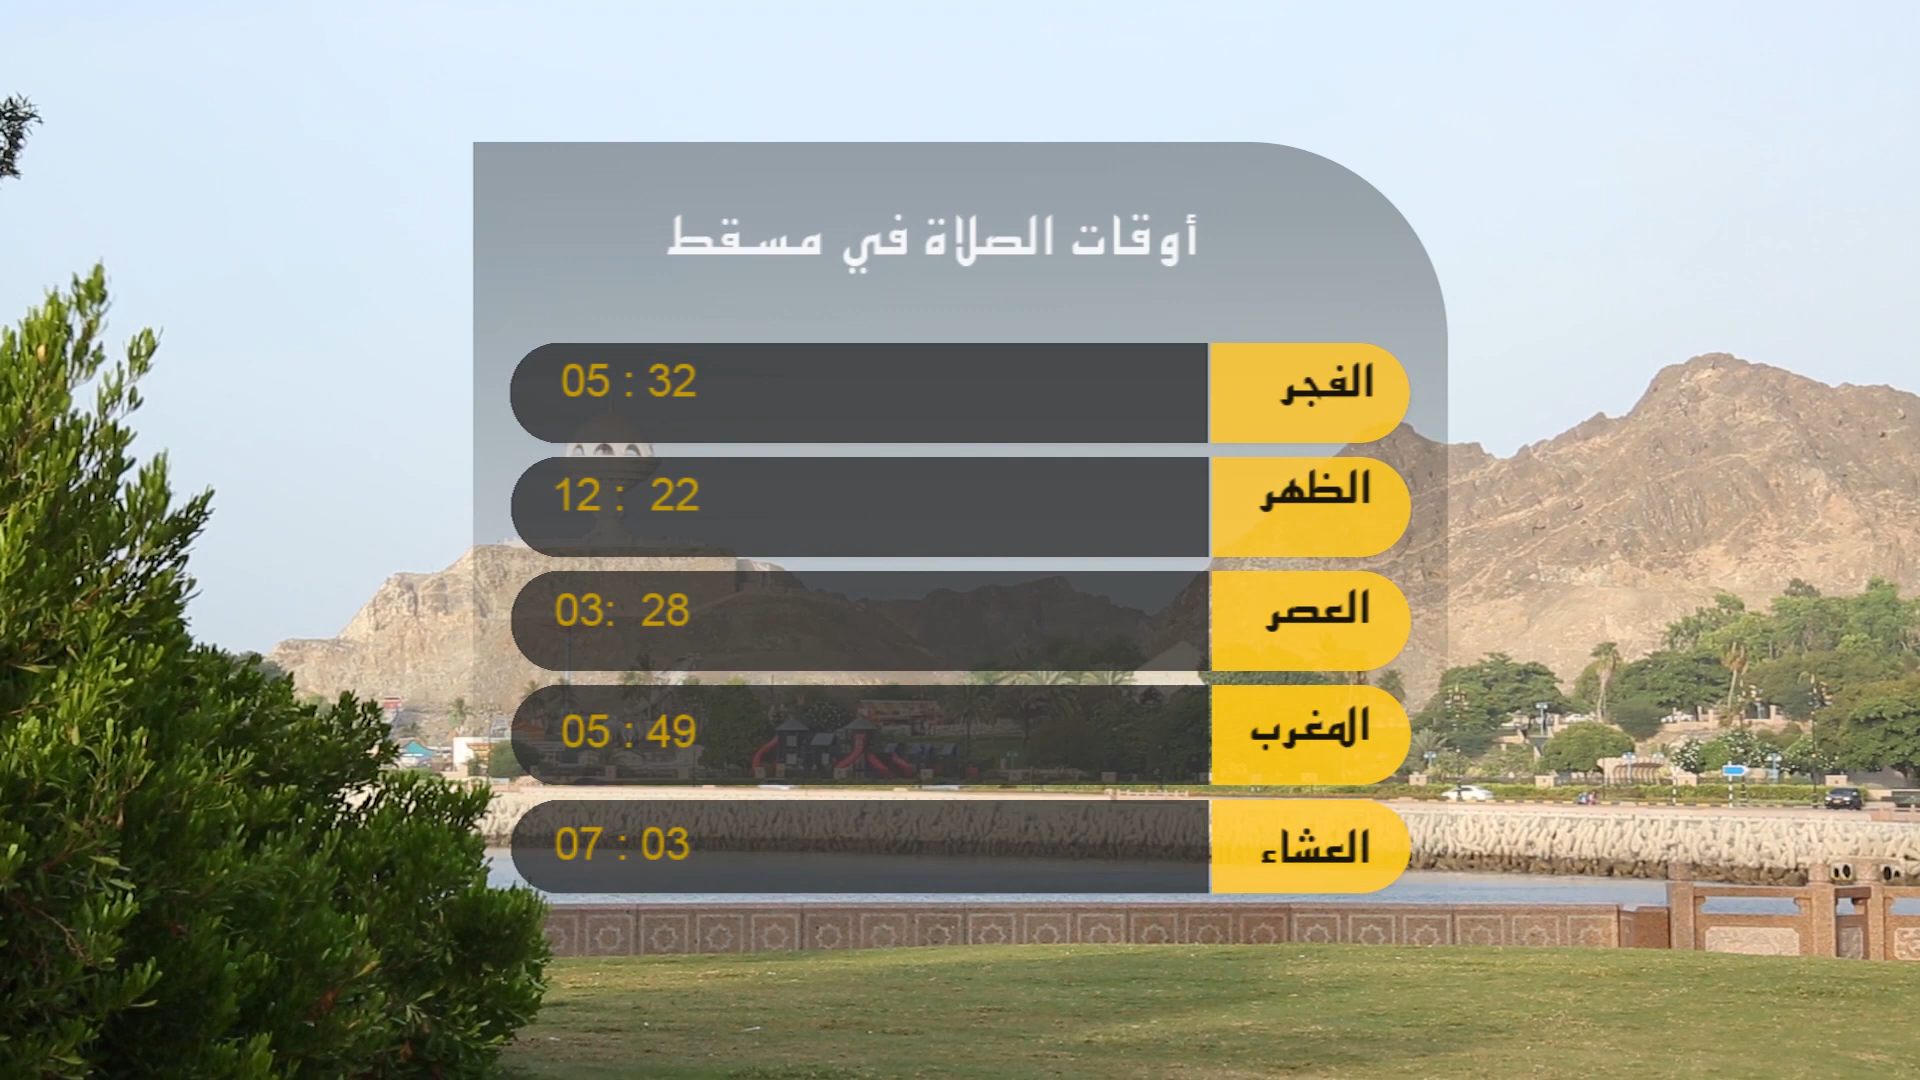 أوقات الصلاة في مسقط
الفجر 05 : 32
الظهر 12 : 22
العصر 03: 28
المغرب 05 : 49
العشاء 07 : 03